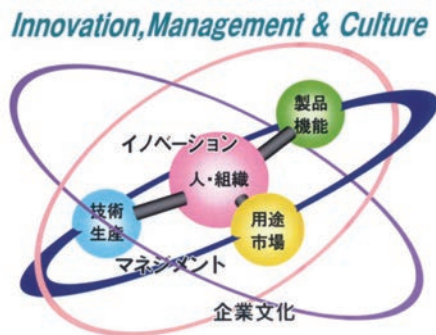 Innovation,Management & Culture
製品
機能
イノベーション
人・組織
技術
生産
用途
市場
マネジメント
企業文化